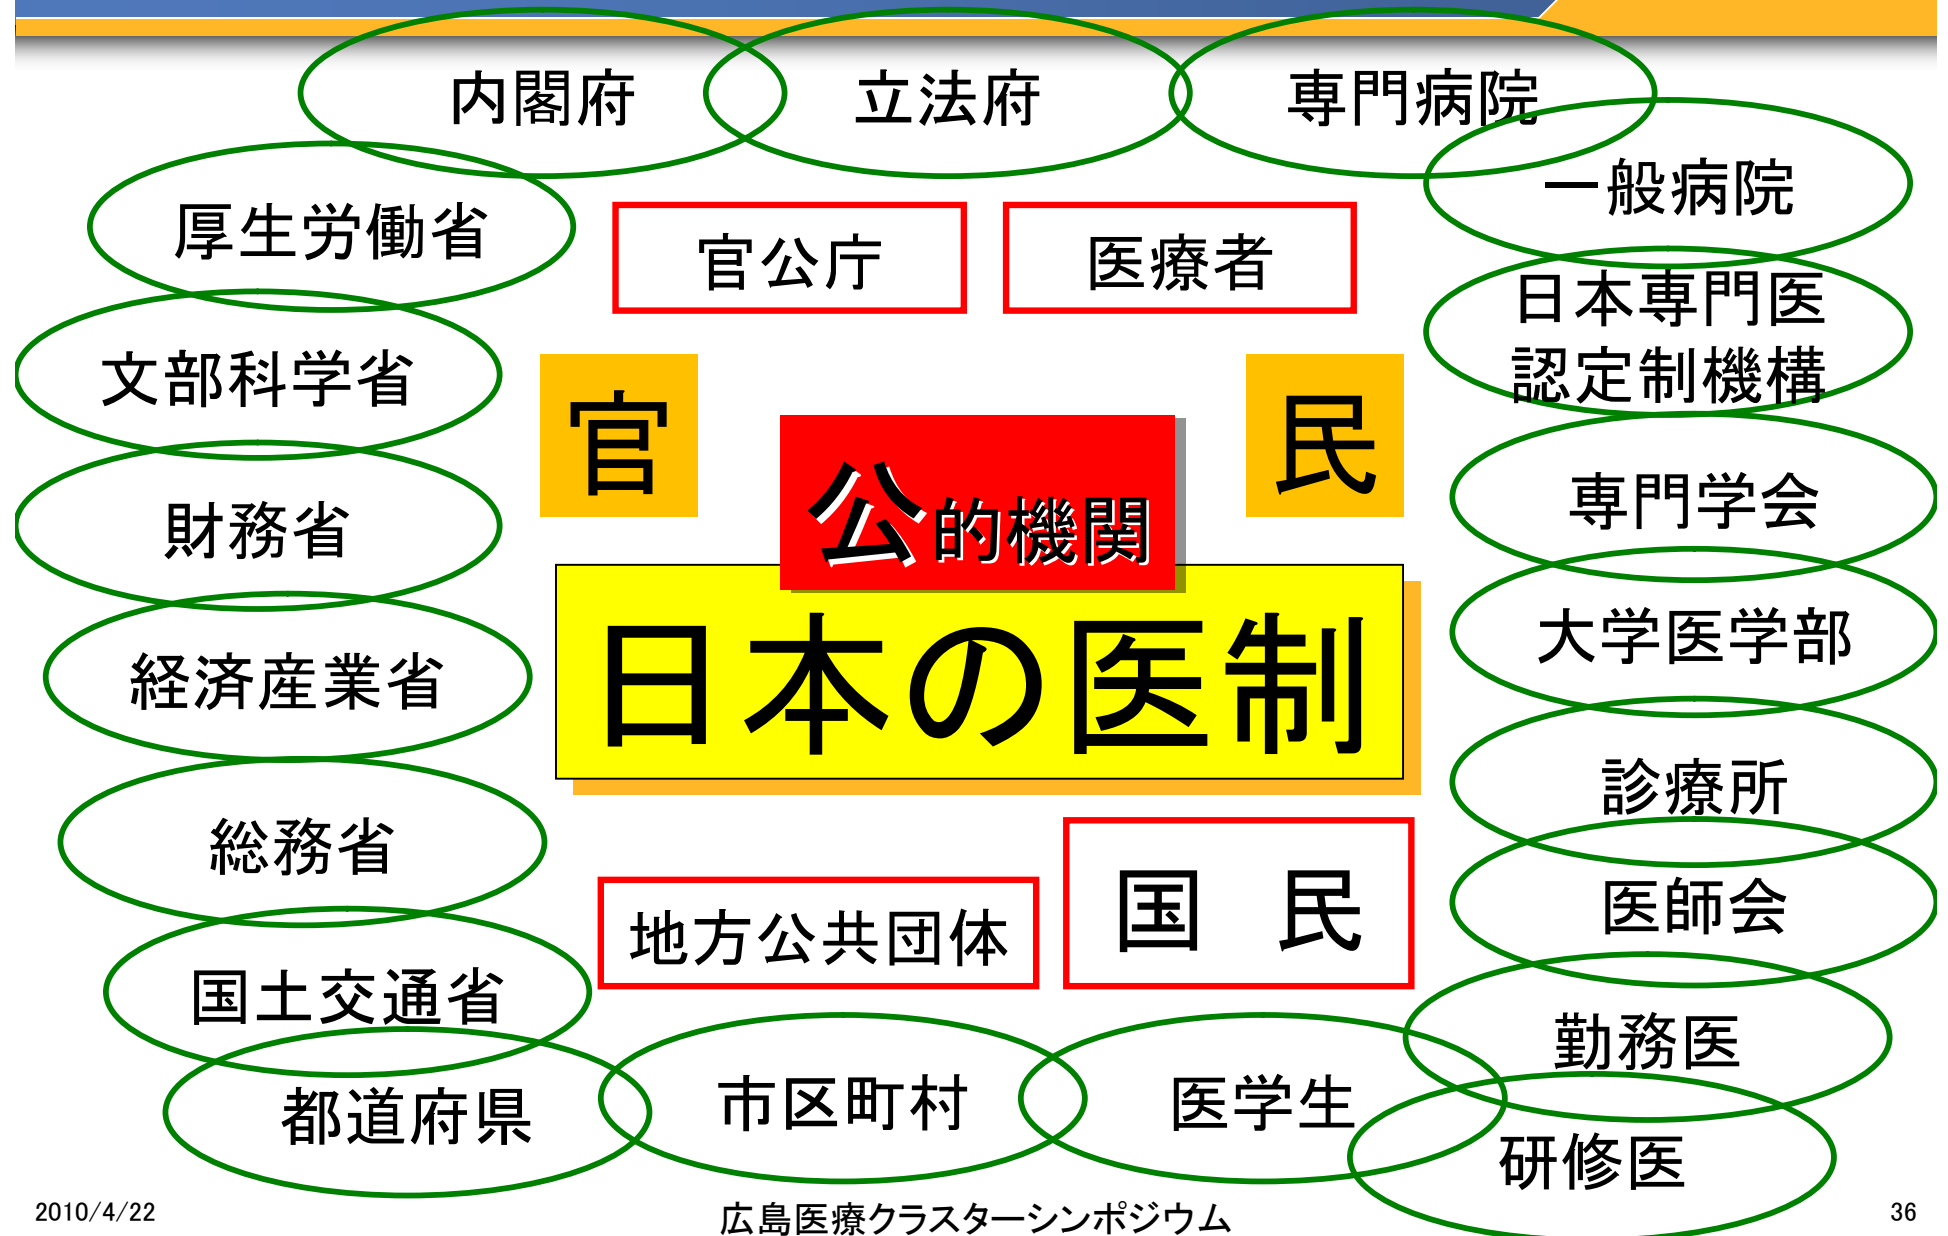 内閣府
立法府
専門病院
一般病院
厚生労働省
官公庁
医療者
日本専門医
認定制機構
文部科学省
官
民
公的機関
専門学会
財務省
日本の医制
大学医学部
経済産業省
診療所
総務省
国　民
医師会
地方公共団体
国土交通省
勤務医
都道府県
市区町村
医学生
研修医
2010/4/22
広島医療クラスターシンポジウム
36